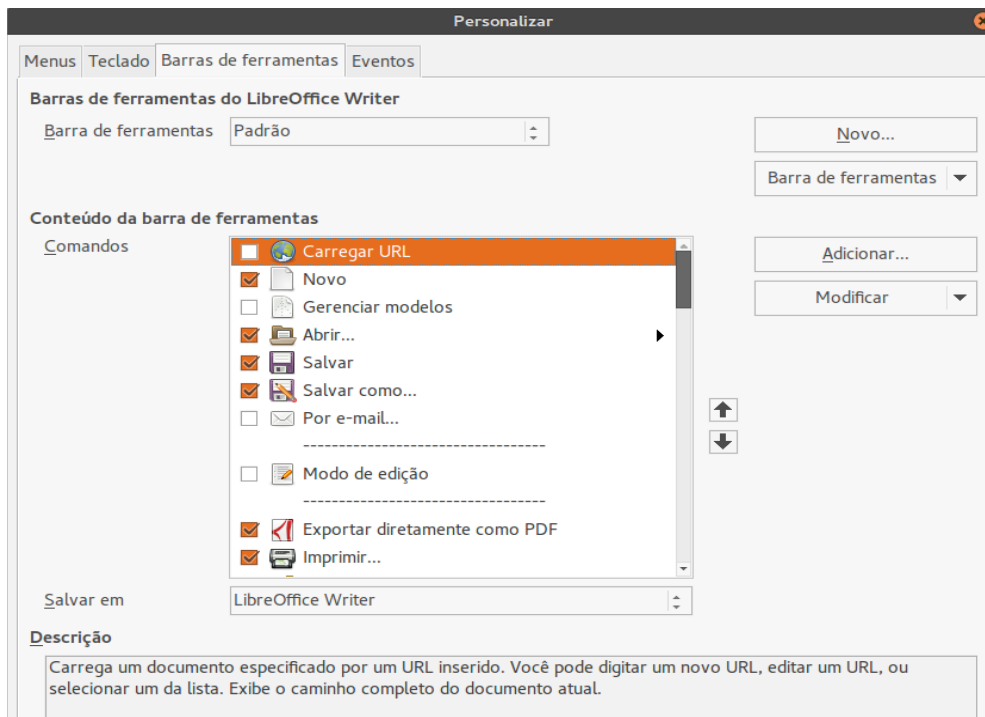 Personalizar
Menus Teclado Barras de ferramentas Eventos
Barras de ferramentas do LibreOffice Writer
Barra de ferramentas Padrão Novo...
Barra de ferramentas
Conteúdo da barra de ferramentas
Comandos Carregar URL Adicionar...
Novo
Modificar
Gerenciar modelos
Abrir...
Salvar
Salvar como...
Por e-mail...
----------------------------------
Modo de edição
----------------------------------
Exportar diretamente como PDF
Imprimir...
Salvar em LibreOffice Writer
Descrição
Carrega um documento especificado por um URL inserido. Você pode digitar um novo URL, editar um URL, ou
selecionar um da lista. Exibe o caminho completo do documento atual.